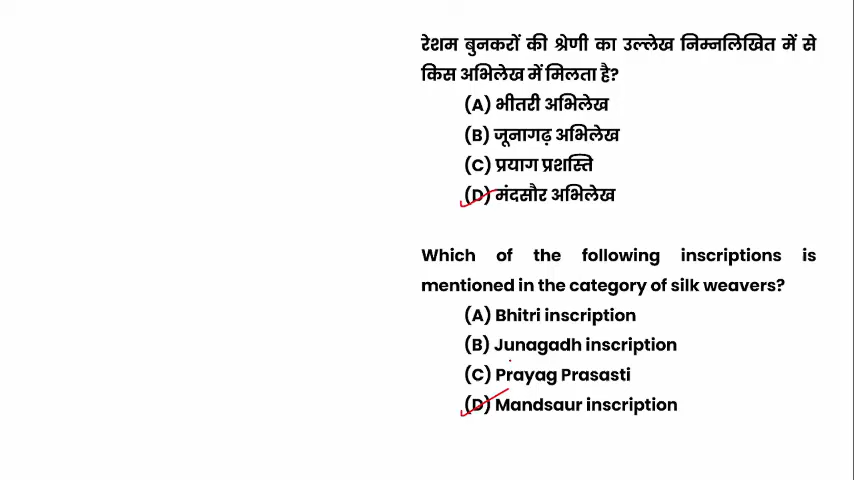 रेशम बुनकरों की श्रेणी का उल्लेख निम्नलिखित में से
किस अभिलेख में मिलता है?
(A) भीतरी अभिलेख
(B) जूनागढ़ अभिलेख
(C) प्रयाग प्रशस्ति
(D) मंदसौर अभिलेख
Which of the following inscriptions is
mentioned in the category of silk weavers?
(A) Bhitri inscription
(B) Junagadh inscription
(C) Prayag Prasasti
(D) Mandsaur inscription